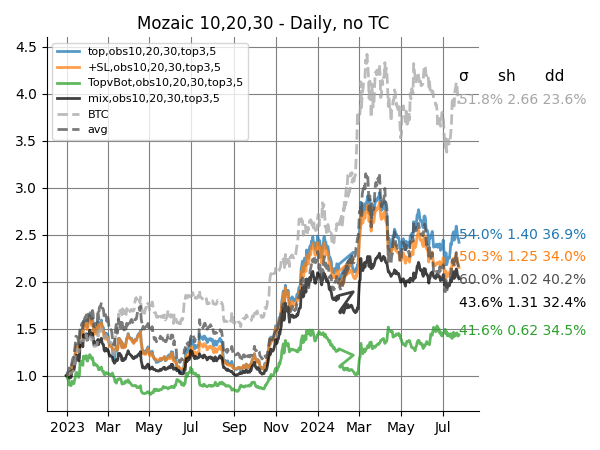 Mozaic 10,20,30 - Daily, no TC
top,obs10,20,30,top3,5
+SL,obs10,20,30,top3,5
TopvBot,obs10,20,30,top3,5
mix,obs10,20,30,top3,5
BTC
avg
4.5
4.0
3.5
3.0
2.5
2.0
1.5
1.0
σ sh dd
51.8% 2.66 23.6%
54.0% 1.40 36.9%
50.3% 1.25 34.0%
60.0% 1.02 40.2%
43.6% 1.31 32.4%
41.6% 0.62 34.5%
2023 Mar May Jul Sep Nov 2024 Mar May Jul